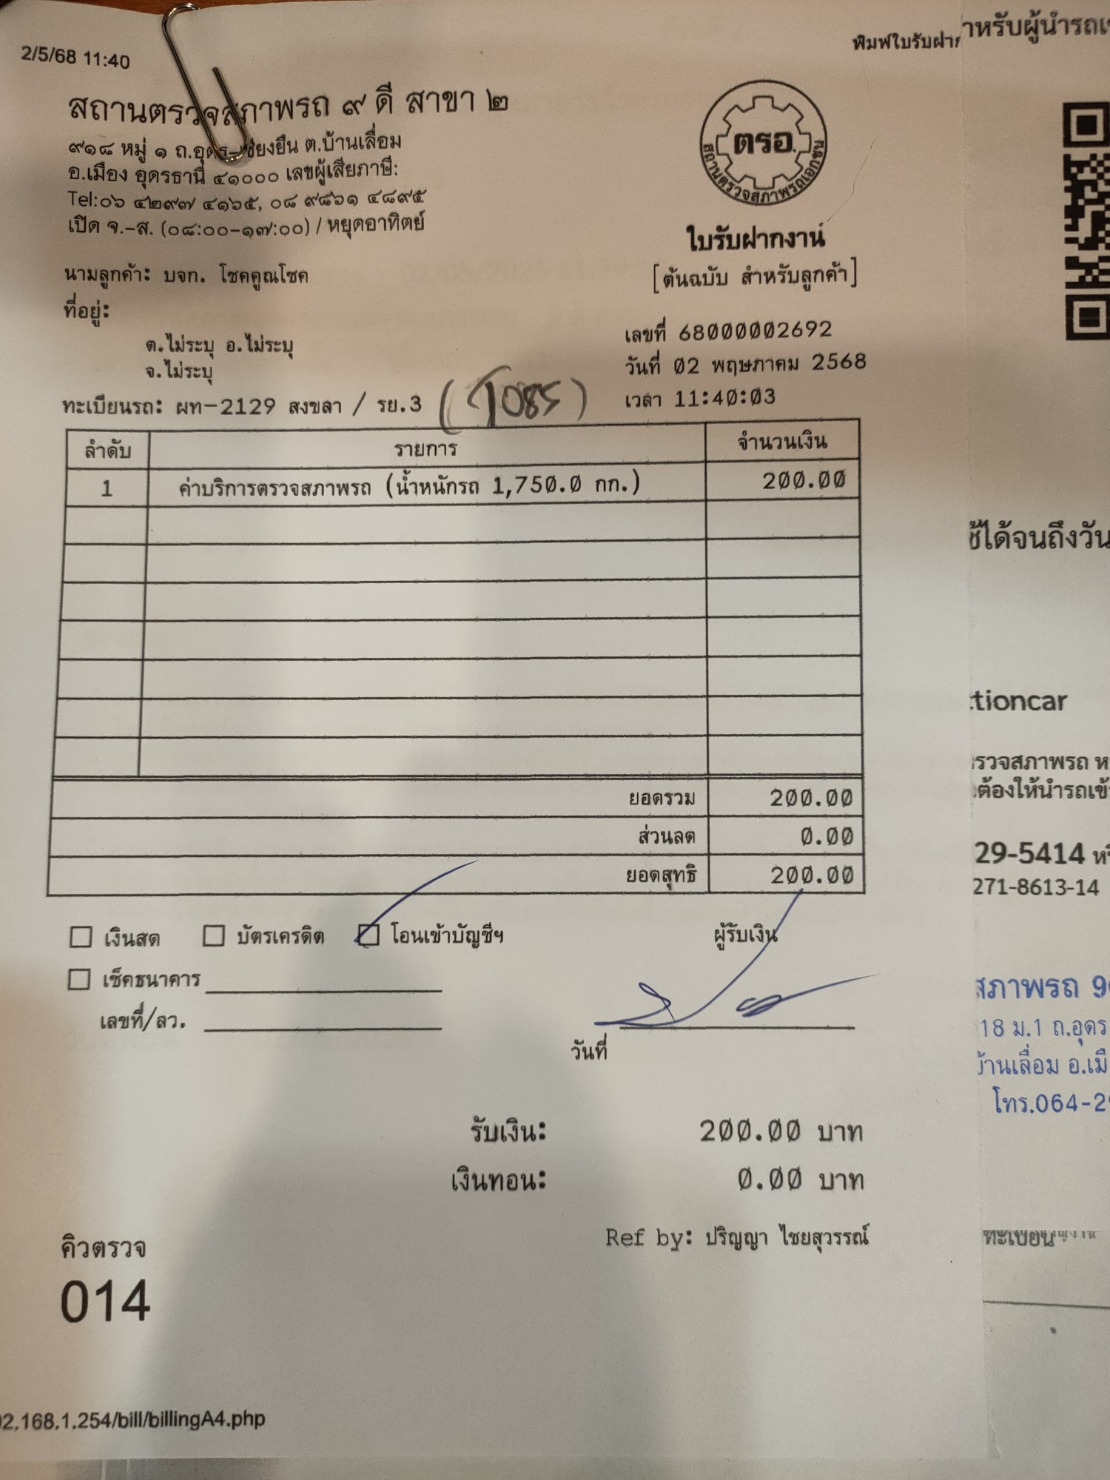 2/5/68 11:40
พิมพ์ใบรับฝาก
สถานตรวจสภาพรถ ๙ ดี สาขา ๒
๙๑๘ หมู่ ๑ ถ.อุดร-เชียงยืน ต.บ้านเลื่อม
อ.เมือง อุดรธานี ๔๑๐๐๐ เลขผู้เสียภาษี:
Tel:๐๖ ๔๒๙๗ ๔๑๖๕, ๐๘ ๙๘๖๑ ๔๘๙๕
เปิด จ.-ส. (๐๘:๐๐-๑๗:๐๐) / หยุดอาทิตย์
ตรอ.
สถานตรวจสภาพรถเอกชน
ใบรับฝากงาน
[ต้นฉบับ สำหรับลูกค้า]
นามลูกค้า: บจก. โชคคูณโชค
ที่อยู่:
ต.ไม่ระบุ อ.ไม่ระบุ
จ.ไม่ระบุ
เลขที่ 68000002692
วันที่ 02 พฤษภาคม 2568
เวลา 11:40:03
ทะเบียนรถ: ผท-2129 สงขลา / รย.3 (T085)
ลำดับ รายการ จำนวนเงิน
1 ค่าบริการตรวจสภาพรถ (น้ำหนักรถ 1,750.0 กก.) 200.00
ยอดรวม 200.00
ส่วนลด 0.00
ยอดสุทธิ 200.00
เงินสด บัตรเครดิต โอนเข้าบัญชีฯ ผู้รับเงิน
เช็คธนาคาร
เลขที่/ลว.
วันที่
รับเงิน: 200.00 บาท
เงินทอน: 0.00 บาท
Ref by: ปริญญา ไชยสุวรรณ์
คิวตรวจ
014
92.168.1.254/bill/billingA4.php
าหรับผู้นำรถเ
ช้ได้จนถึงวัน
tioncar
รวจสภาพรถ ห
ต้องให้นำรถเข้
29-5414 หรื
271-8613-14
สภาพรถ 9
18 ม.1 ถ.อุดร
บ้านเลื่อม อ.เมื
โทร.064-29
ทะเบียน